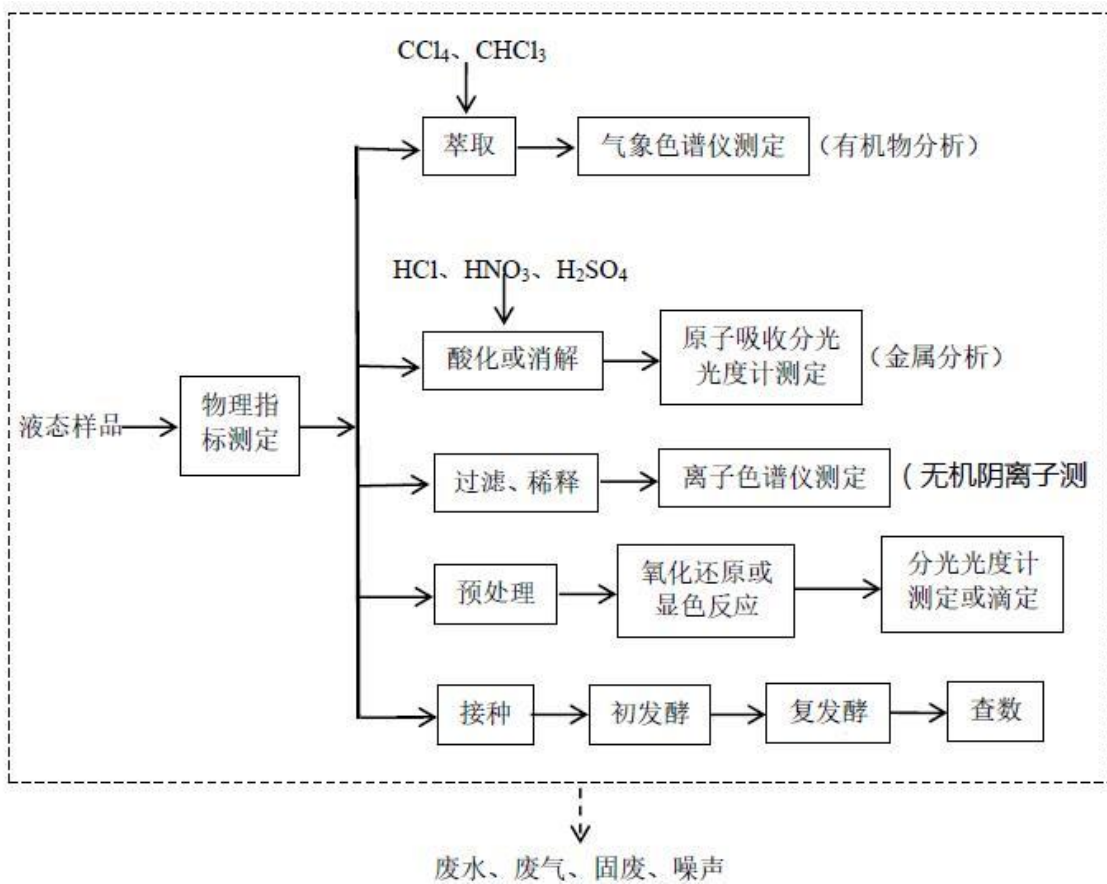 CCl4、CHCl3
萃取
气象色谱仪测定
（有机物分析）
HCl、HNO3、H2SO4
酸化或消解
原子吸收分光
光度计测定
（金属分析）
液态样品
物理指
标测定
过滤、稀释
离子色谱仪测定
（无机阴离子测
预处理
氧化还原或
显色反应
分光光度计
测定或滴定
接种
初发酵
复发酵
查数
废水、废气、固废、噪声